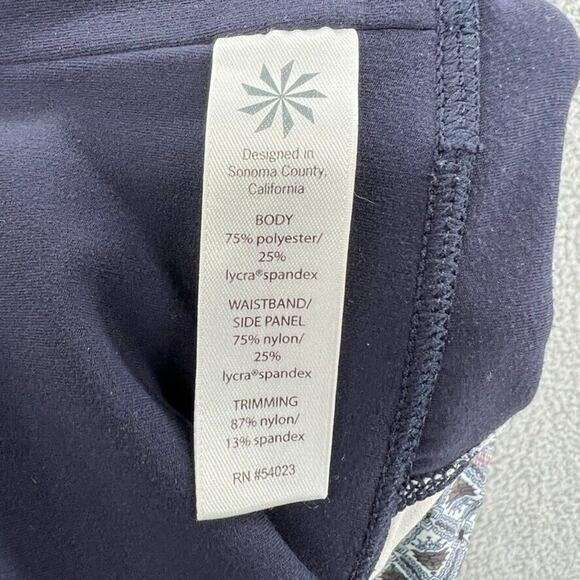 Designed in
Sonoma County,
California
BODY
75% polyester/
25%
lycra®spandex
WAISTBAND/
SIDE PANEL
75% nylon/
25%
lycra®spandex
TRIMMING
87% nylon/
13% spandex
RN #54023